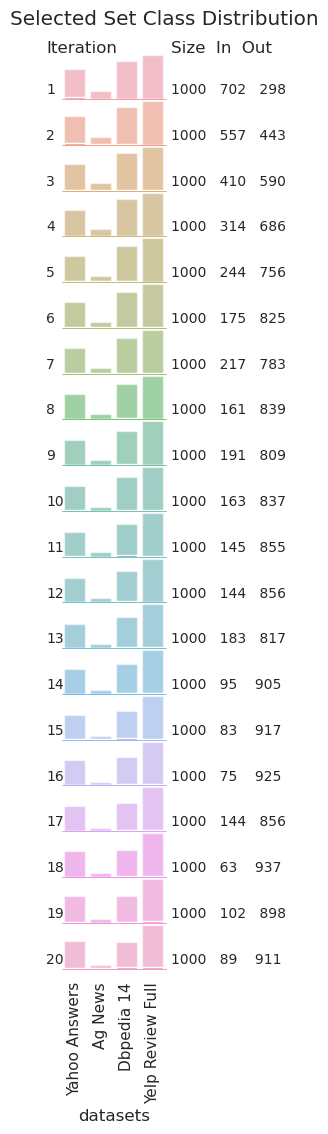 Selected Set Class Distribution
Iteration Size In Out
1 1000 702 298
2 1000 557 443
3 1000 410 590
4 1000 314 686
5 1000 244 756
6 1000 175 825
7 1000 217 783
8 1000 161 839
9 1000 191 809
10 1000 163 837
11 1000 145 855
12 1000 144 856
13 1000 183 817
14 1000 95 905
15 1000 83 917
16 1000 75 925
17 1000 144 856
18 1000 63 937
19 1000 102 898
20 1000 89 911
Yahoo Answers
Ag News
Dbpedia 14
Yelp Review Full
datasets